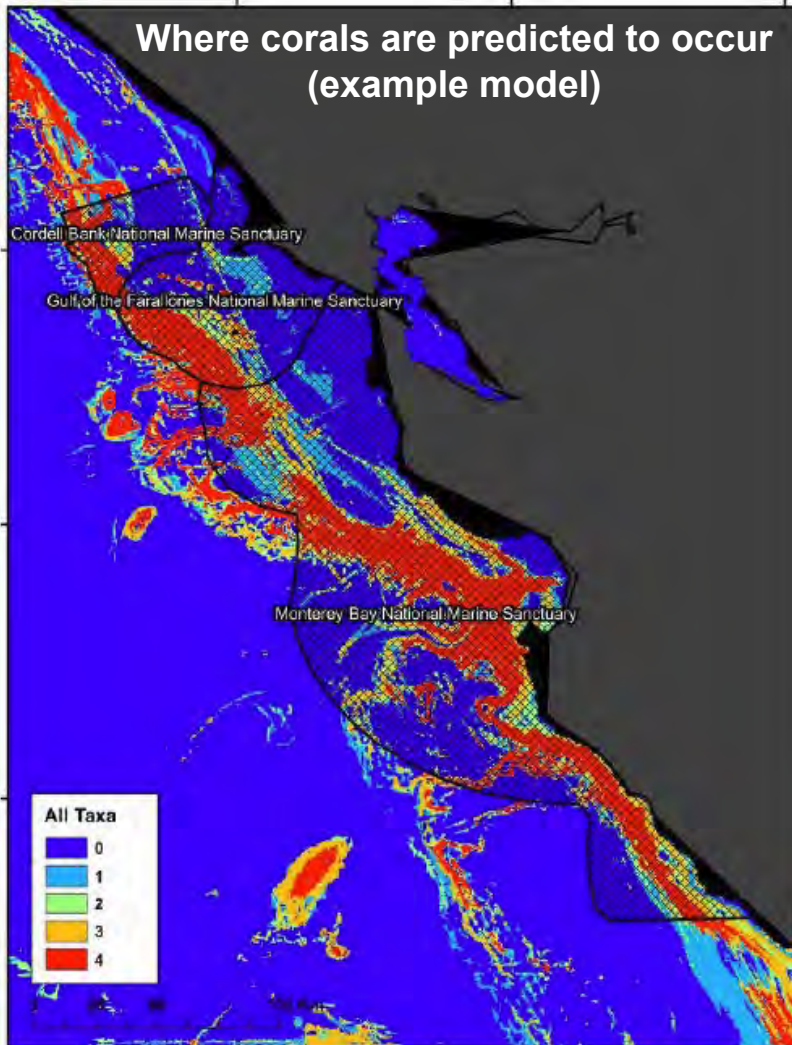 Where corals are predicted to occur
(example model)
Cordell Bank National Marine Sanctuary
Gulf of the Farallones National Marine Sanctuary
Monterey Bay National Marine Sanctuary
All Taxa
0
1
2
3
4